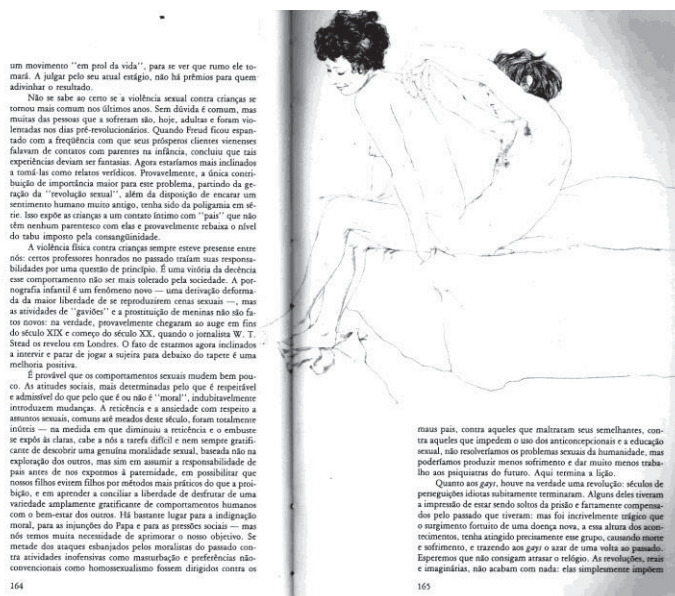 um movimento "em prol da vida", para se ver que rumo ele to-
mará. A julgar pelo seu atual estágio, não há prêmios para quem
adivinhar o resultado.
Não se sabe ao certo se a violência sexual contra crianças se
tornou mais comum nos últimos anos. Sem dúvida é comum, mas
muitas das pessoas que a sofreram são, hoje, adultas e foram vio-
lentadas nos dias pré-revolucionários. Quando Freud ficou espan-
tado com a freqüência com que seus prósperos clientes vienenses
falavam de contatos com parentes na infância, concluiu que tais
experiências deviam ser fantasias. Agora estaríamos mais inclinados
a tomá-las como relatos verídicos. Provavelmente, a única contri-
buição de importância maior para este problema, partindo da ge-
ração da "revolução sexual", além da disposição de encarar um
sentimento humano muito antigo, tenha sido da poligamia em sé-
rie. Isso expõe as crianças a um contato íntimo com "pais" que não
têm nenhum parentesco com elas e provavelmente rebaixa o nível
do tabu imposto pela consangüinidade.
A violência física contra crianças sempre esteve presente entre
nós: certos professores honrados no passado traíam suas responsa-
bilidades por uma questão de princípio. É uma vitória da decência
esse comportamento não ser mais tolerado pela sociedade. A por-
nografia infantil é um fenômeno novo — uma derivação deforma-
da da maior liberdade de se reproduzirem cenas sexuais —, mas
as atividades de "gaviões" e a prostituição de meninas não são fa-
tos novos: na verdade, provavelmente chegaram ao auge em fins
do século XIX e começo do século XX, quando o jornalista W. T.
Stead os revelou em Londres. O fato de estarmos agora inclinados
a intervir e parar de jogar a sujeira para debaixo do tapete é uma
melhoria positiva.
É provável que os comportamentos sexuais mudem bem pou-
co. As atitudes sociais, mais determinadas pelo que é respeitável
e admissível do que pelo que é ou não é "moral", indubitavelmente
introduzem mudanças. A reticência e a ansiedade com respeito a
assuntos sexuais, comuns até meados deste século, foram totalmente
inúteis — na medida em que diminuiu a reticência e o embuste
se expôs às claras, cabe a nós a tarefa difícil e nem sempre gratifi-
cante de descobrir uma genuína moralidade sexual, baseada não na
exploração dos outros, mas sim em assumir a responsabilidade de
pais antes de nos expormos à paternidade, em possibilitar que
nossos filhos evitem filhos por métodos mais práticos do que a proi-
bição, e em aprender a conciliar a liberdade de desfrutar de uma
variedade amplamente gratificante de comportamentos humanos
com o bem-estar dos outros. Há bastante lugar para a indignação
moral, para as injunções do Papa e para as pressões sociais — mas
nós temos muita necessidade de aprimorar o nosso objetivo. Se
metade dos ataques esbanjados pelos moralistas do passado con-
tra atividades inofensivas como masturbação e preferências não-
convencionais como homossexualismo fossem dirigidos contra os
164
maus pais, contra aqueles que maltratam seus semelhantes, con-
tra aqueles que impedem o uso dos anticoncepcionais e a educação
sexual, não resolveríamos os problemas sexuais da humanidade, mas
poderíamos produzir menos sofrimento e dar muito menos traba-
lho aos psiquiatras do futuro. Aqui termina a lição.
Quanto aos gays, houve na verdade uma revolução: séculos de
perseguições idiotas subitamente terminaram. Alguns deles tiveram
a impressão de estar sendo soltos da prisão e fartamente compensa-
dos pelo passado que tiveram: mas foi incrivelmente trágico que
o surgimento fortuito de uma doença nova, a essa altura dos acon-
tecimentos, tenha atingido precisamente esse grupo, causando morte
e sofrimento, e trazendo aos gays o azar de uma volta ao passado.
Esperemos que não consigam atrasar o relógio. As revoluções, reais
e imaginárias, não acabam com nada: elas simplesmente impõem
165